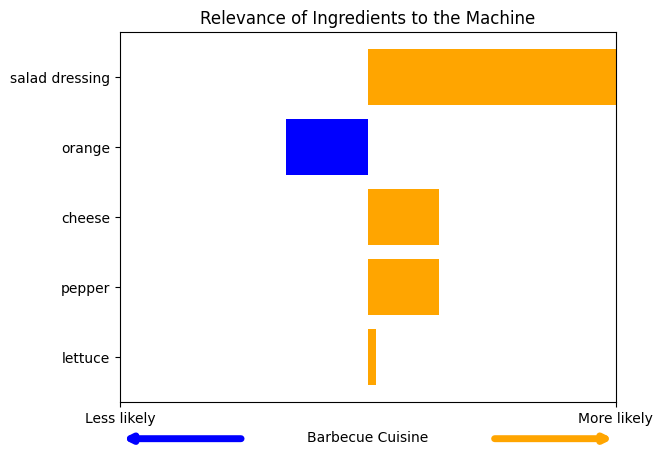 Relevance of Ingredients to the Machine
salad dressing
orange
cheese
pepper
lettuce
Less likely
More likely
Barbecue Cuisine